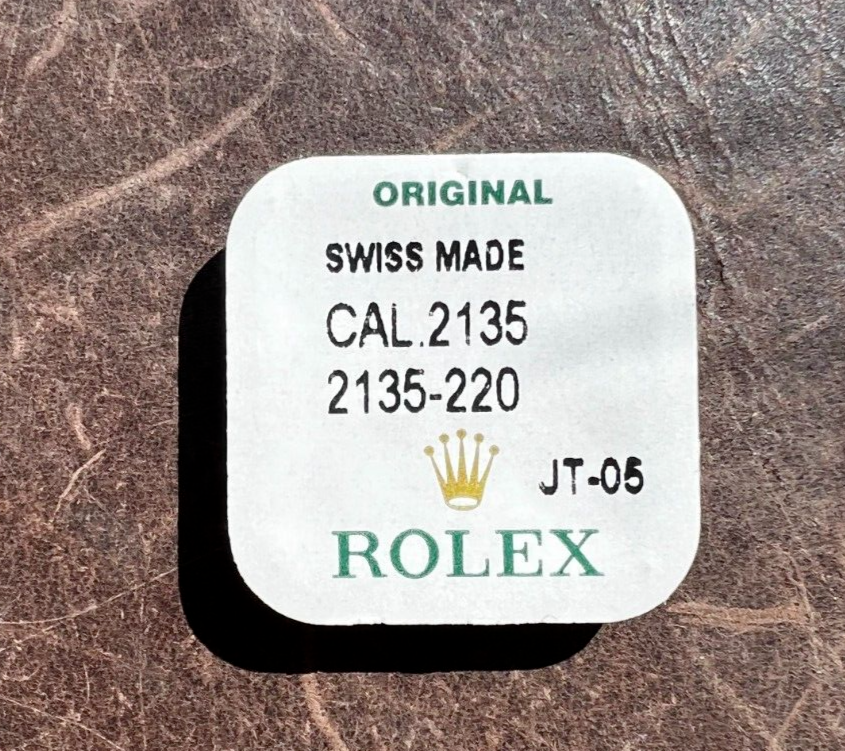 ORIGINAL
SWISS MADE
CAL.2135
2135-220
JT-05
ROLEX